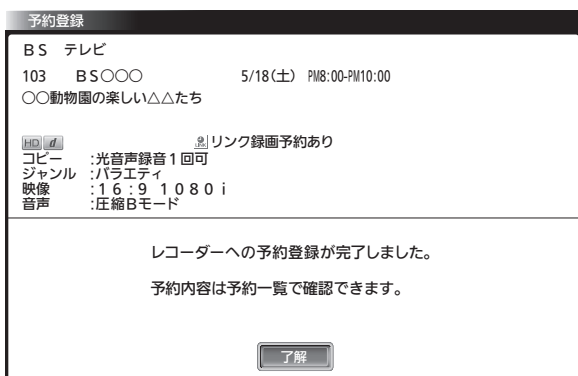 予約登録
BS テレビ
103 BS○○○ 5/18(土) PM8:00-PM10:00
○○動物園の楽しい△△たち
HD d LINK リンク録画予約あり
コピー :光音声録音1回可
ジャンル :バラエティ
映像 :16:9 1080i
音声 :圧縮Bモード
レコーダーへの予約登録が完了しました。
予約内容は予約一覧で確認できます。
了解